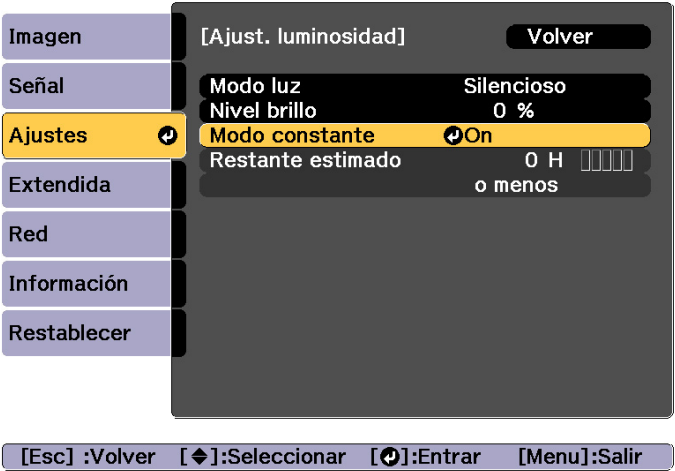 Imagen
Señal
Ajustes
Extendida
Red
Información
Restablecer
[Ajust. luminosidad] Volver
Modo luz Silencioso
Nivel brillo 0 %
Modo constante On
Restante estimado 0 H
o menos
[Esc] :Volver [ ]:Seleccionar [ ]:Entrar [Menu]:Salir